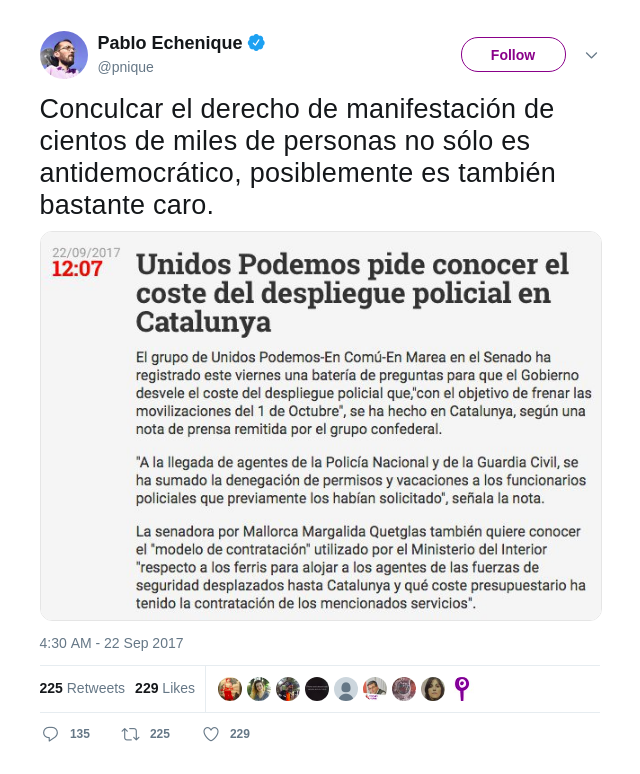 Pablo Echenique
@pnique
Follow
Conculcar el derecho de manifestación de
cientos de miles de personas no sólo es
antidemocrático, posiblemente es también
bastante caro.
22/09/2017
12:07
Unidos Podemos pide conocer el
coste del despliegue policial en
Catalunya
El grupo de Unidos Podemos-En Comú-En Marea en el Senado ha
registrado este viernes una batería de preguntas para que el Gobierno
desvele el coste del despliegue policial que,"con el objetivo de frenar las
movilizaciones del 1 de Octubre", se ha hecho en Catalunya, según una
nota de prensa remitida por el grupo confederal.
"A la llegada de agentes de la Policía Nacional y de la Guardia Civil, se
ha sumado la denegación de permisos y vacaciones a los funcionarios
policiales que previamente los habían solicitado", señala la nota.
La senadora por Mallorca Margalida Quetglas también quiere conocer
el "modelo de contratación" utilizado por el Ministerio del Interior
"respecto a los ferris para alojar a los agentes de las fuerzas de
seguridad desplazados hasta Catalunya y qué coste presupuestario ha
tenido la contratación de los mencionados servicios".
4:30 AM - 22 Sep 2017
225 Retweets 229 Likes
135 225 229